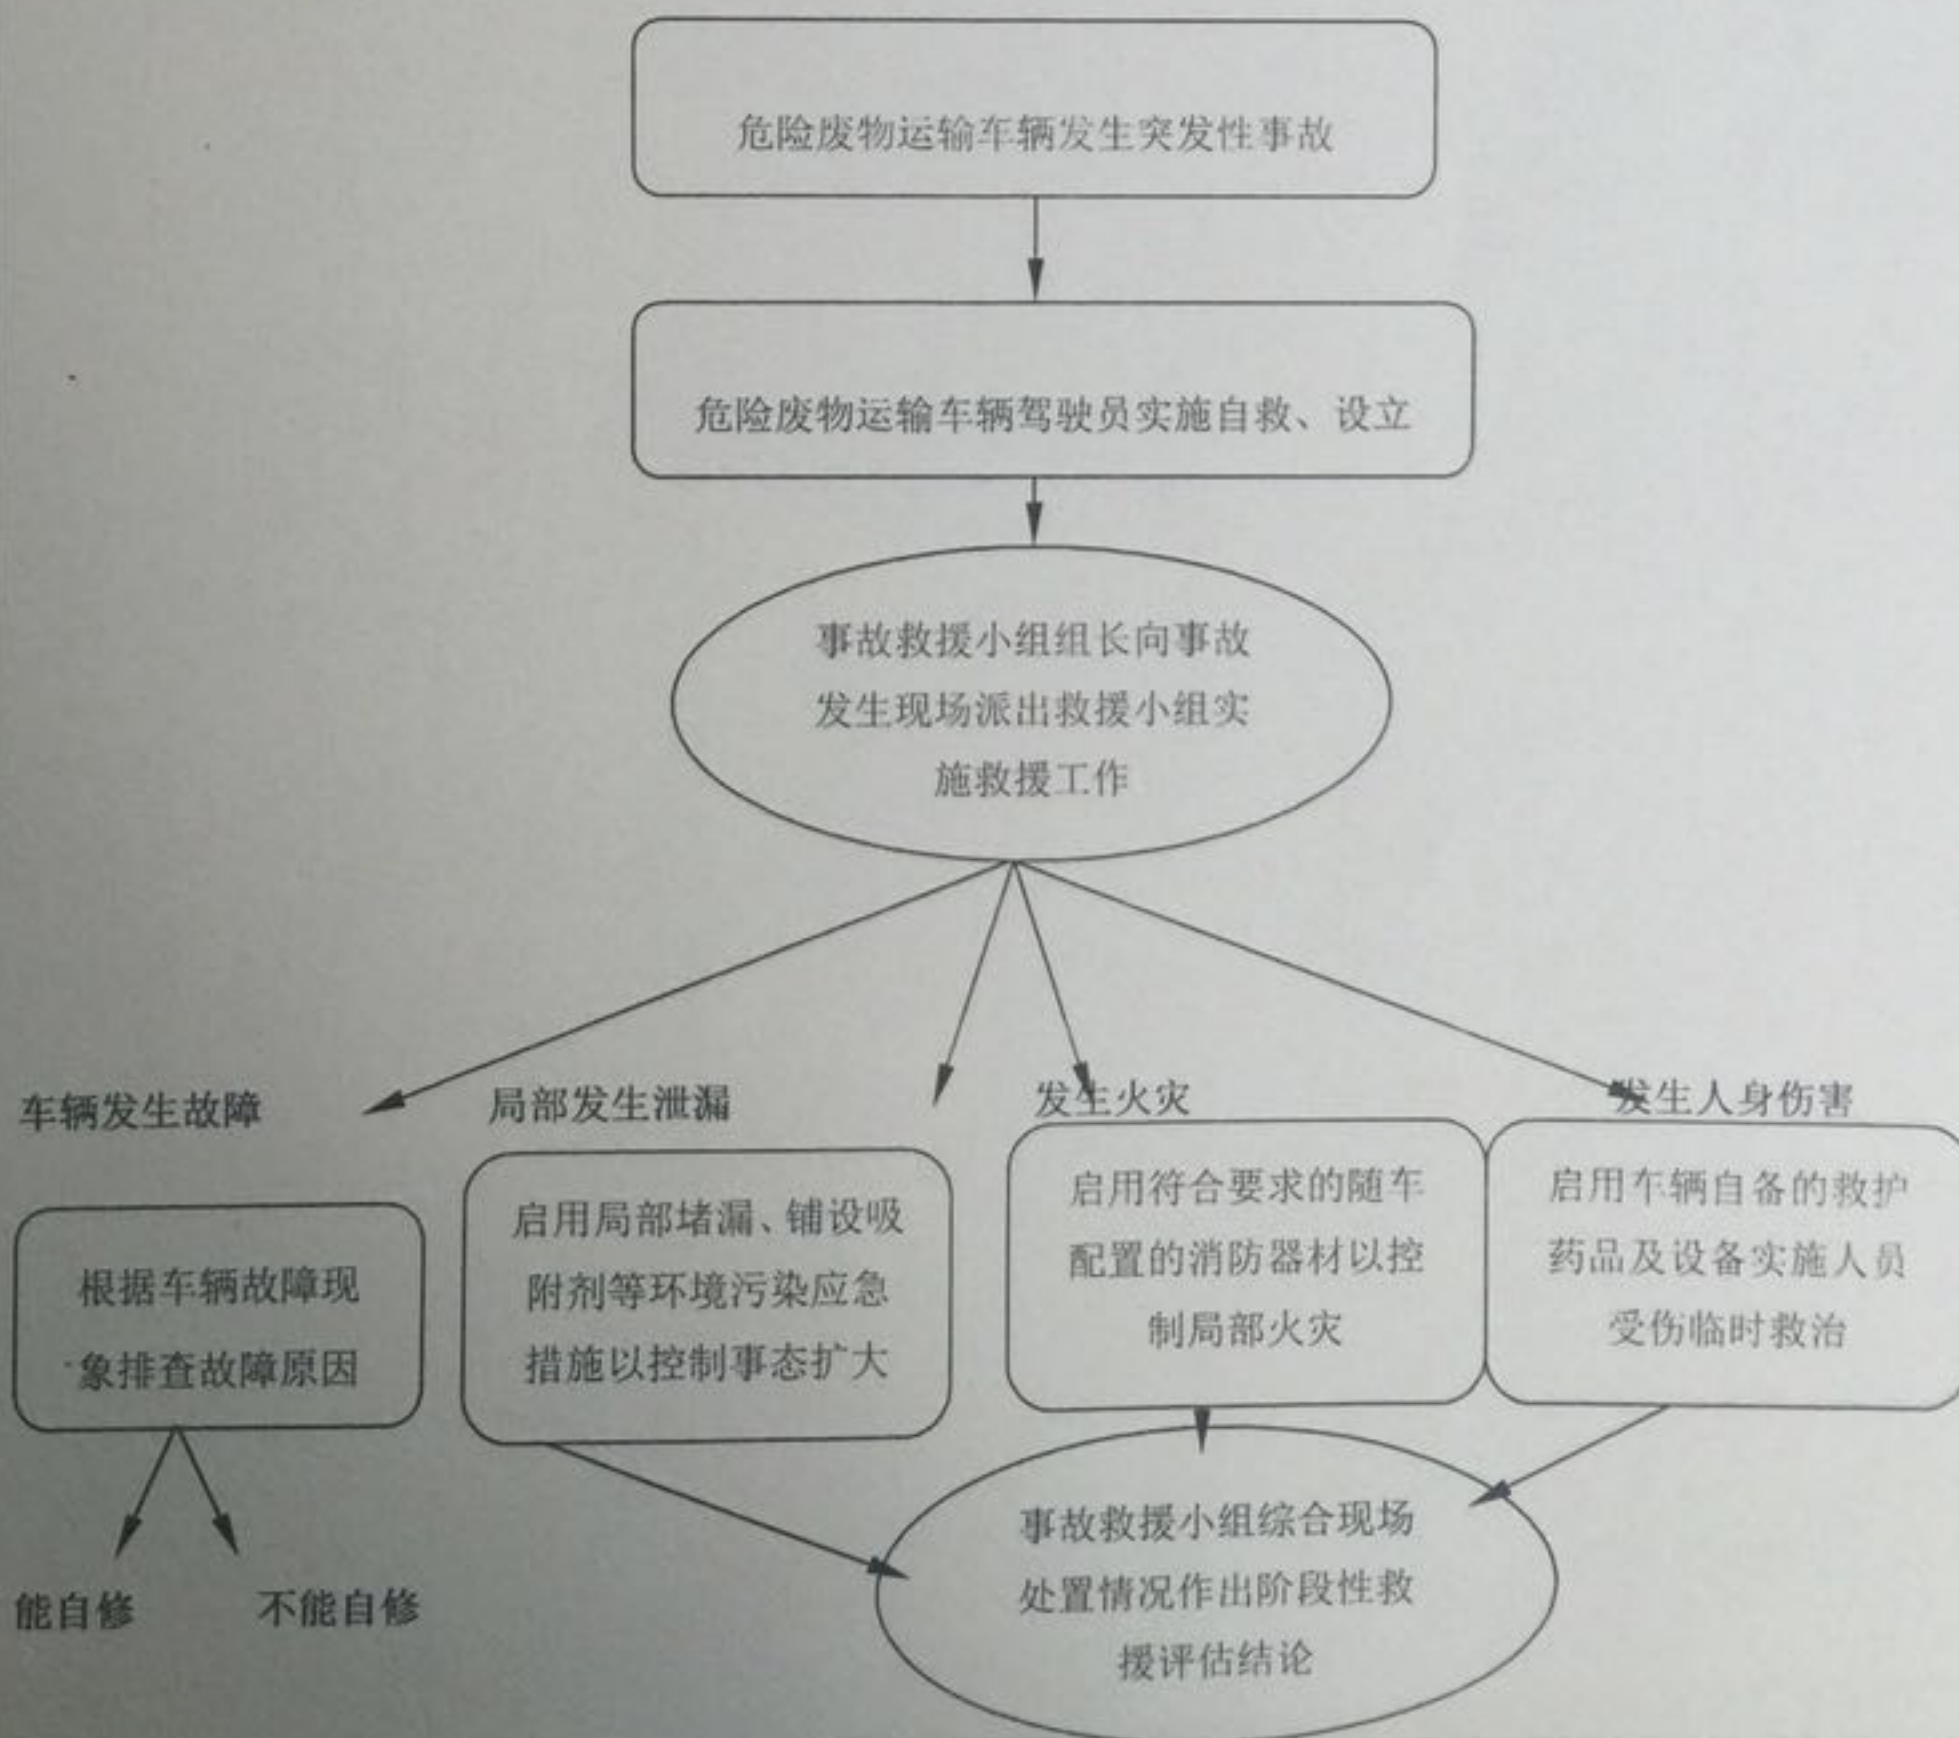 危险废物运输车辆发生突发性事故
危险废物运输车辆驾驶员实施自救、设立
事故救援小组组长向事故
发生现场派出救援小组实
施救援工作
车辆发生故障
局部发生泄漏
发生火灾
发生人身伤害
根据车辆故障现
象排查故障原因
启用局部堵漏、铺设吸
附剂等环境污染应急
措施以控制事态扩大
启用符合要求的随车
配置的消防器材以控
制局部火灾
启用车辆自备的救护
药品及设备实施人员
受伤临时救治
能自修
不能自修
事故救援小组综合现场
处置情况作出阶段性救
援评估结论